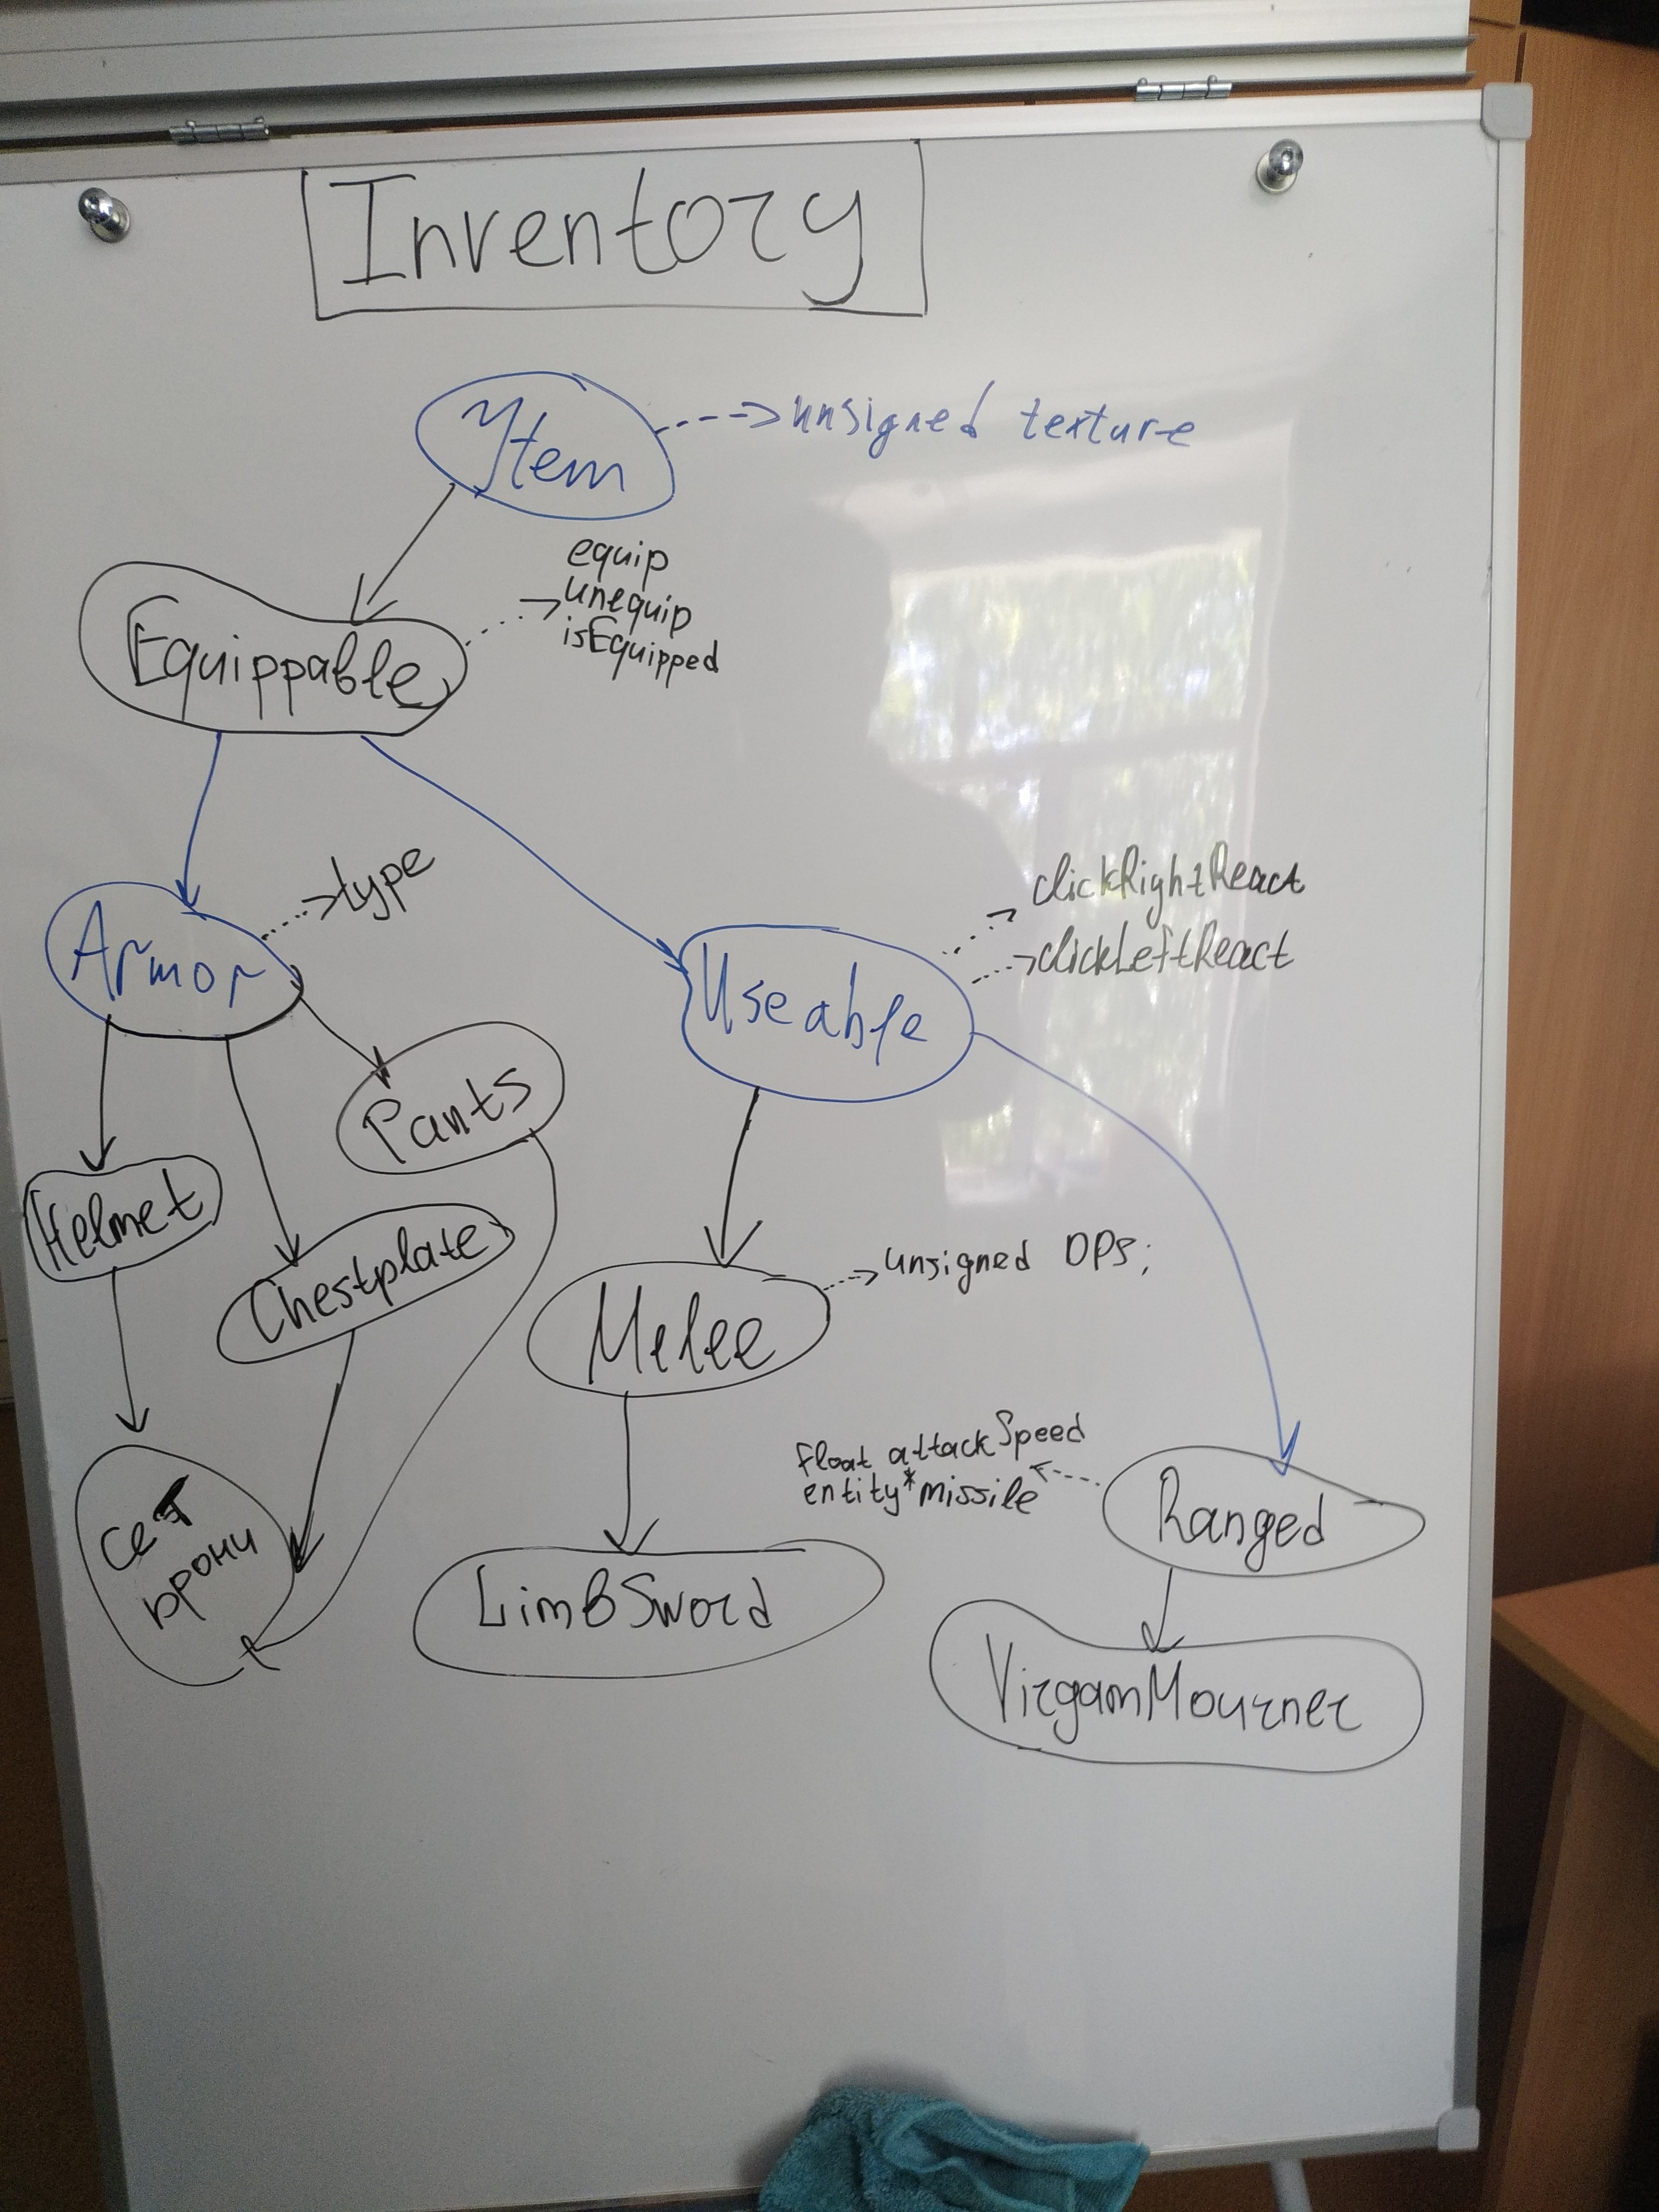 Inventory
Item
unsigned texture
equip
unequip
isEquipped
Equippable
type
Armor
clickRightReact
clickLeftReact
Useable
Pants
Helmet
Chestplate
unsigned DPS;
Melee
float attackSpeed
entity*missile
Ranged
сет
брони
LimBSword
VirgamMourner